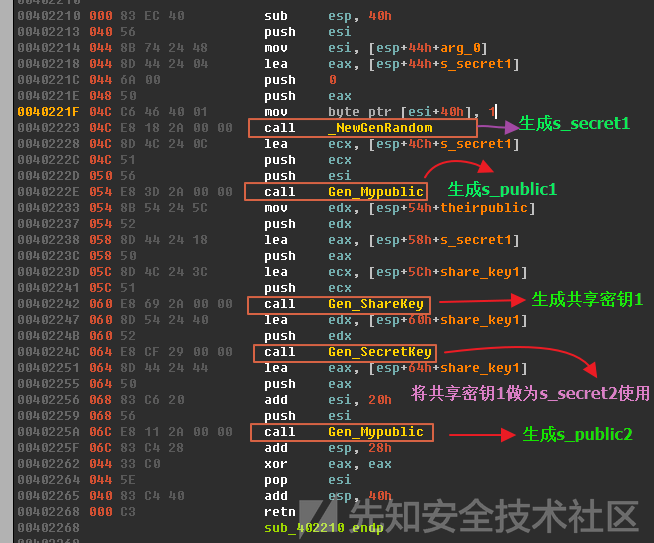 00402210
00402210 000 83 EC 40 sub esp, 40h
00402213 040 56 push esi
00402214 044 8B 74 24 48 mov esi, [esp+44h+arg_0]
00402218 044 8D 44 24 04 lea eax, [esp+44h+s_secret1]
0040221C 044 6A 00 push 0
0040221E 048 50 push eax
0040221F 04C C6 46 40 01 mov byte ptr [esi+40h], 1
00402223 04C E8 18 2A 00 00 call _NewGenRandom 生成s_secret1
00402228 04C 8D 4C 24 0C lea ecx, [esp+4Ch+s_secret1]
0040222C 04C 51 push ecx
0040222D 050 56 push esi
0040222E 054 E8 3D 2A 00 00 call Gen_Mypublic 生成s_public1
00402233 054 8B 54 24 5C mov edx, [esp+54h+theirpublic]
00402237 054 52 push edx
00402238 058 8D 44 24 18 lea eax, [esp+58h+s_secret1]
0040223C 058 50 push eax
0040223D 05C 8D 4C 24 3C lea ecx, [esp+5Ch+share_key1]
00402241 05C 51 push ecx
00402242 060 E8 69 2A 00 00 call Gen_ShareKey 生成共享密钥1
00402247 060 8D 54 24 40 lea edx, [esp+60h+share_key1]
0040224B 060 52 push edx
0040224C 064 E8 CF 29 00 00 call Gen_SecretKey
00402251 064 8D 44 24 44 lea eax, [esp+64h+share_key1]
00402255 064 50 push eax 将共享密钥1做为s_secret2使用
00402256 068 83 C6 20 add esi, 20h
00402259 068 56 push esi
0040225A 06C E8 11 2A 00 00 call Gen_Mypublic 生成s_public2
0040225F 06C 83 C4 28 add esp, 28h
00402262 044 33 C0 xor eax, eax
00402264 044 5E pop esi
00402265 040 83 C4 40 add esp, 40h
00402268 000 C3 retn
00402268 sub_402210 endp
00402268
先知安全技术社区